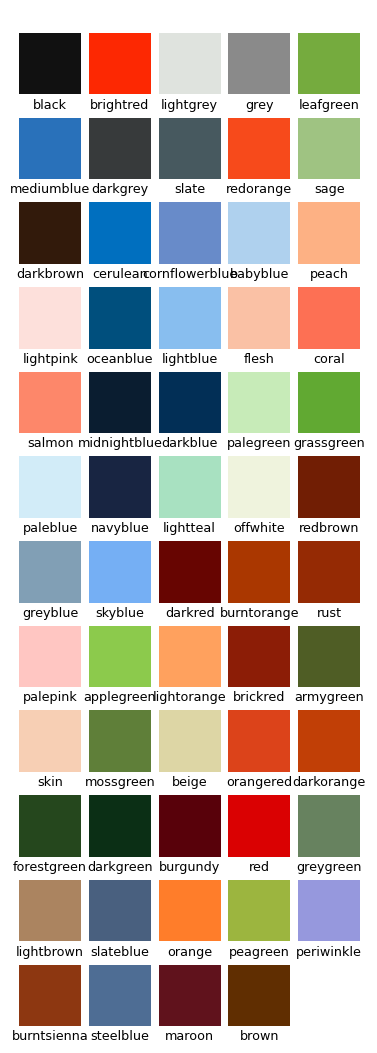 black brightred lightgrey grey leafgreen
mediumblue darkgrey slate redorange sage
darkbrown cerulean cornflowerblue babyblue peach
lightpink oceanblue lightblue flesh coral
salmon midnightblue darkblue palegreen grassgreen
paleblue navyblue lightteal offwhite redbrown
greyblue skyblue darkred burntorange rust
palepink applegreen lightorange brickred armygreen
skin mossgreen beige orangered darkorange
forestgreen darkgreen burgundy red greygreen
lightbrown slateblue orange peagreen periwinkle
burntsienna steelblue maroon brown